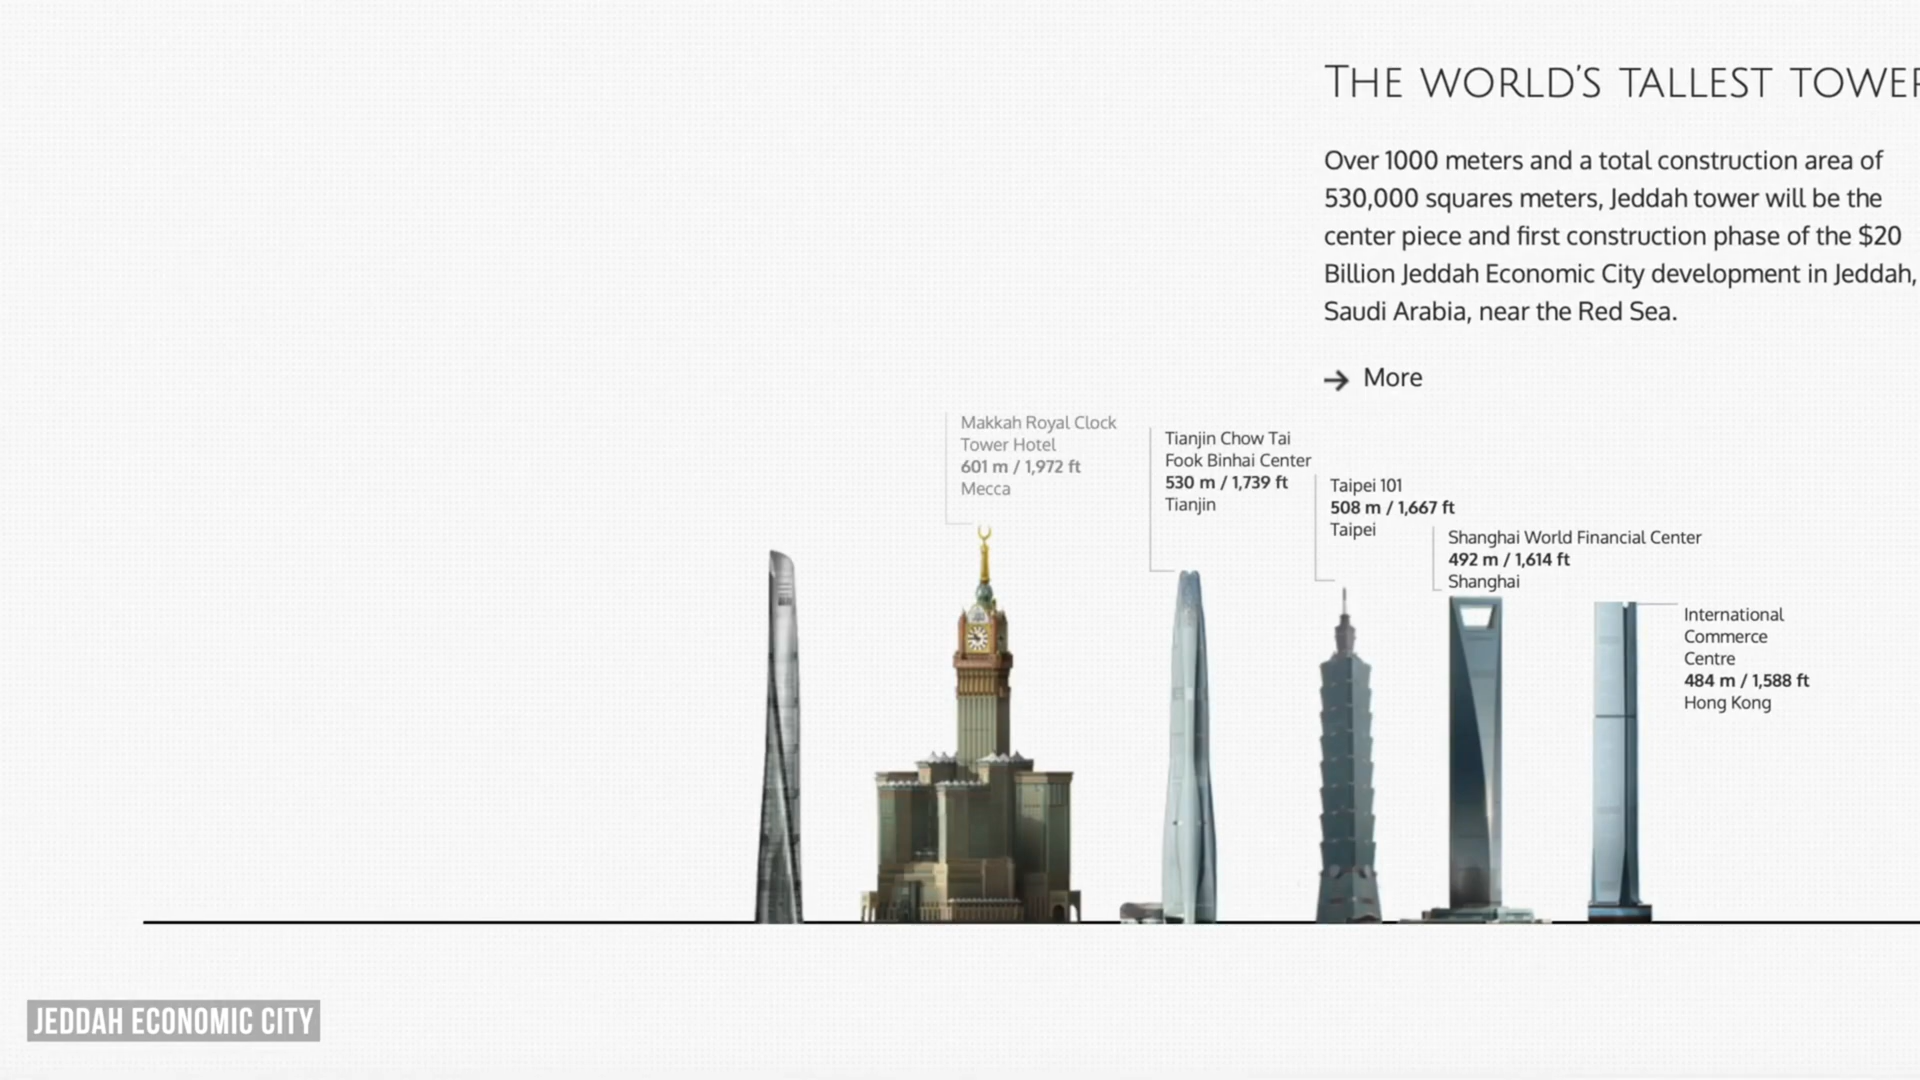 THE WORLD'S TALLEST TOWER
Over 1000 meters and a total construction area of
530,000 squares meters, Jeddah tower will be the
center piece and first construction phase of the $20
Billion Jeddah Economic City development in Jeddah,
Saudi Arabia, near the Red Sea.
→ More
Makkah Royal Clock
Tower Hotel
601 m / 1,972 ft
Mecca
Tianjin Chow Tai
Fook Binhai Center
530 m / 1,739 ft
Tianjin
Taipei 101
508 m / 1,667 ft
Taipei
Shanghai World Financial Center
492 m / 1,614 ft
Shanghai
International
Commerce
Centre
484 m / 1,588 ft
Hong Kong
JEDDAH ECONOMIC CITY